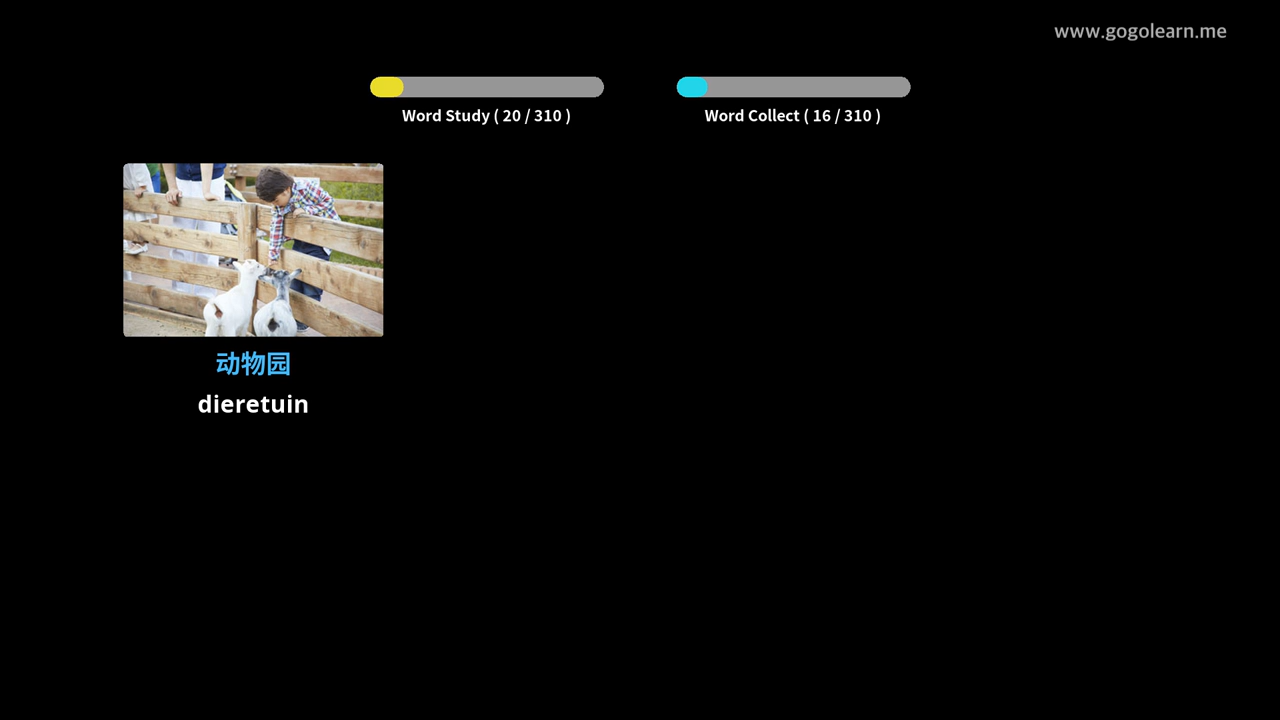 www.gogolearn.me
Word Study ( 20 / 310 )
Word Collect ( 16 / 310 )
动物园
dieretuin